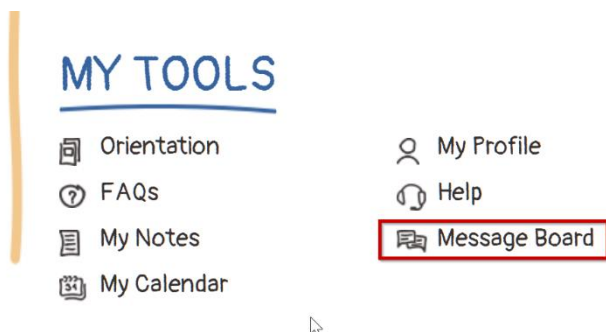 MY TOOLS
Orientation
FAQs
My Notes
My Calendar
My Profile
Help
Message Board